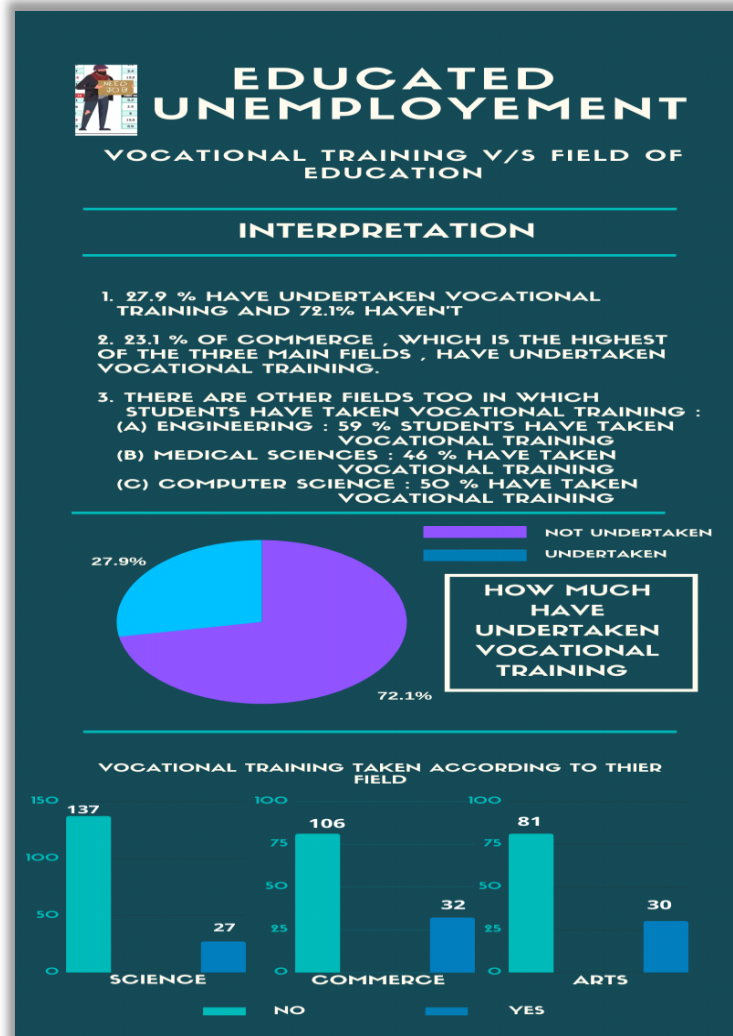 NEED
JOB
EDUCATED
UNEMPLOYEMENT
VOCATIONAL TRAINING V/S FIELD OF
EDUCATION
INTERPRETATION
1. 27.9 % HAVE UNDERTAKEN VOCATIONAL
TRAINING AND 72.1% HAVEN'T
2. 23.1 % OF COMMERCE , WHICH IS THE HIGHEST
OF THE THREE MAIN FIELDS , HAVE UNDERTAKEN
VOCATIONAL TRAINING.
3. THERE ARE OTHER FIELDS TOO IN WHICH
STUDENTS HAVE TAKEN VOCATIONAL TRAINING :
(A) ENGINEERING : 59 % STUDENTS HAVE TAKEN
VOCATIONAL TRAINING
(B) MEDICAL SCIENCES : 46 % HAVE TAKEN
VOCATIONAL TRAINING
(C) COMPUTER SCIENCE : 50 % HAVE TAKEN
VOCATIONAL TRAINING
NOT UNDERTAKEN
UNDERTAKEN
27.9%
72.1%
HOW MUCH
HAVE
UNDERTAKEN
VOCATIONAL
TRAINING
VOCATIONAL TRAINING TAKEN ACCORDING TO THIER
FIELD
150
100
50
0
137
27
SCIENCE
100
75
50
25
0
106
32
COMMERCE
100
75
50
25
0
81
30
ARTS
NO
YES